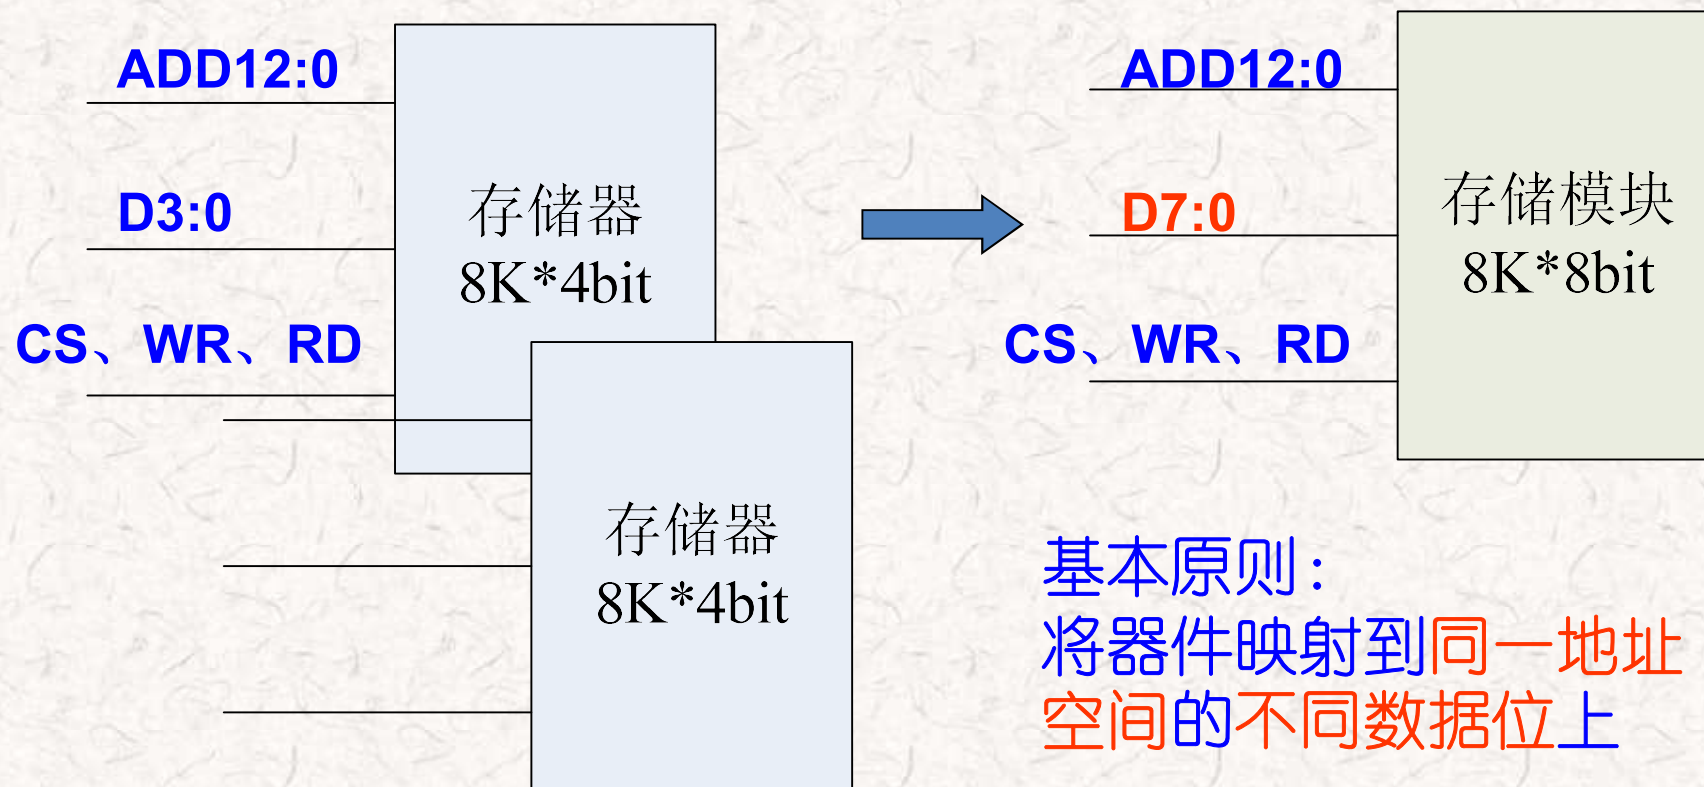 ADD12:0
D3:0
CS、WR、RD
存储器
8K*4bit
存储器
8K*4bit
ADD12:0
D7:0
CS、WR、RD
存储模块
8K*8bit
基本原则：
将器件映射到同一地址
空间的不同数据位上